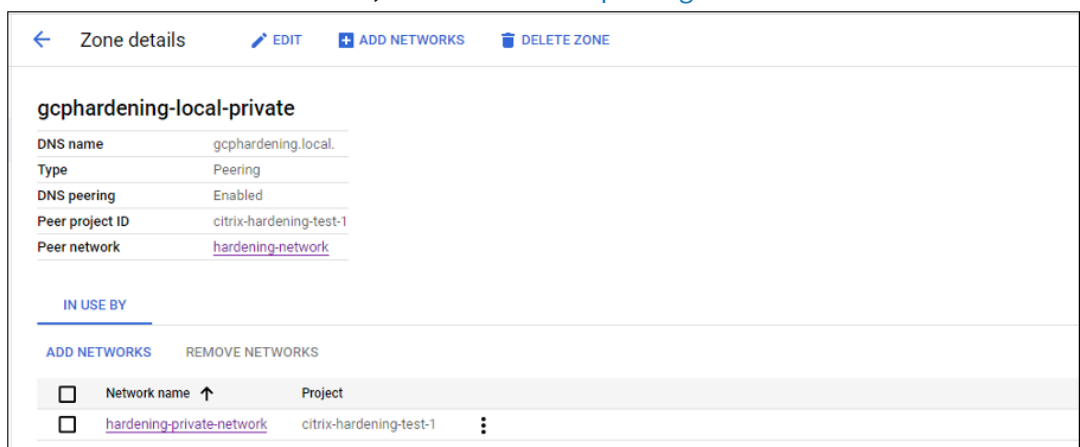 Zone details EDIT ADD NETWORKS DELETE ZONE
gcphardening-local-private
DNS name gcphardening.local.
Type Peering
DNS peering Enabled
Peer project ID citrix-hardening-test-1
Peer network hardening-network
IN USE BY
ADD NETWORKS REMOVE NETWORKS
Network name Project
hardening-private-network citrix-hardening-test-1